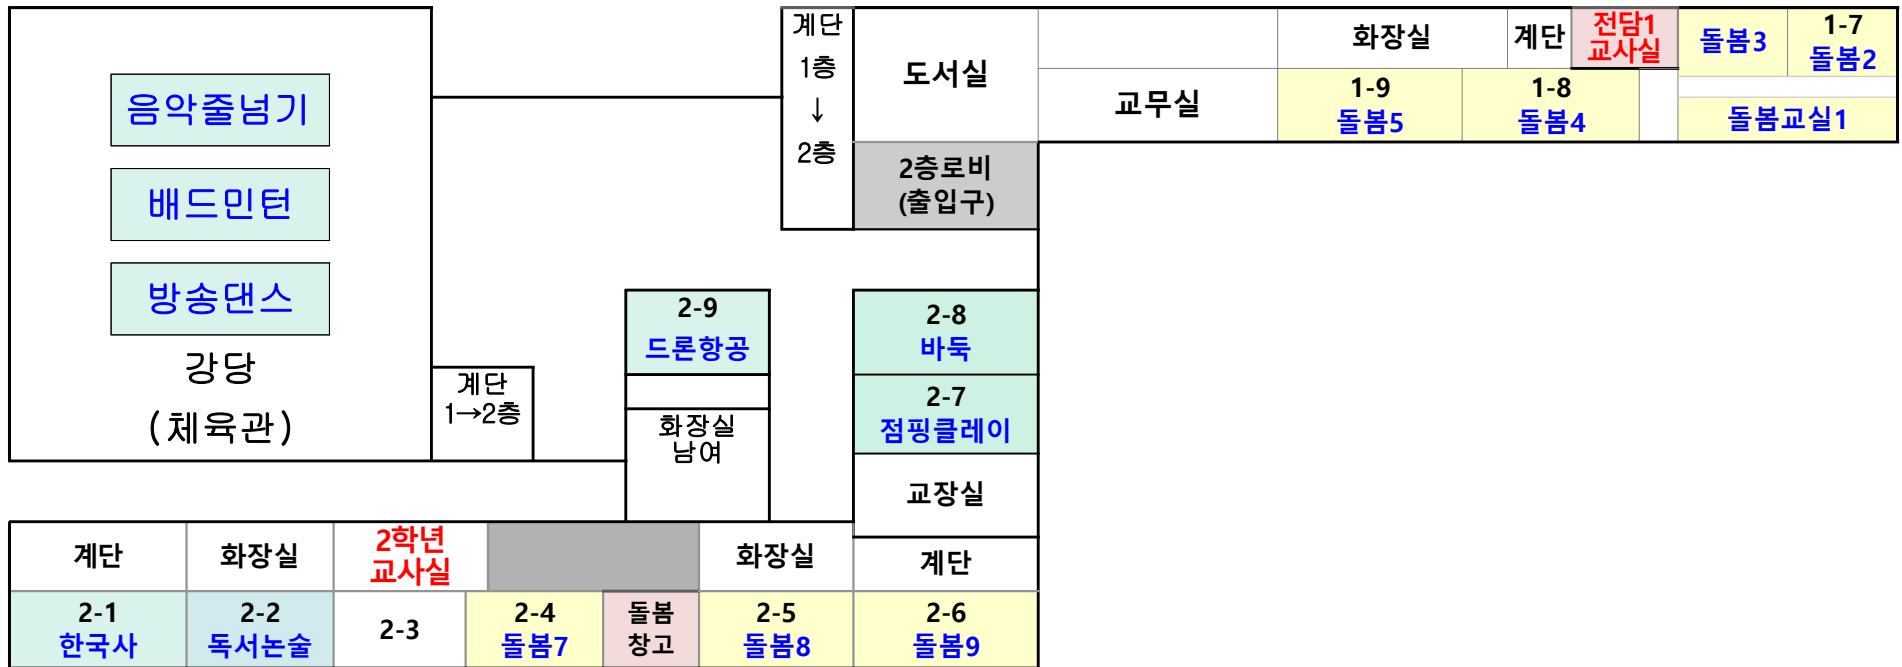 음악줄넘기
배드민턴
방송댄스
강당
(체육관)
계단
1→2층
계단
1층
↓
2층
도서실
2층로비
(출입구)
교무실
화장실
계단
전담1
교사실
돌봄3
1-7
돌봄2
1-9
돌봄5
1-8
돌봄4
돌봄교실1
2-9
드론항공
화장실
남여
2-8
바둑
2-7
점핑클레이
교장실
계단
화장실
2학년
교사실
화장실
계단
2-1
한국사
2-2
독서논술
2-3
2-4
돌봄7
돌봄
창고
2-5
돌봄8
2-6
돌봄9